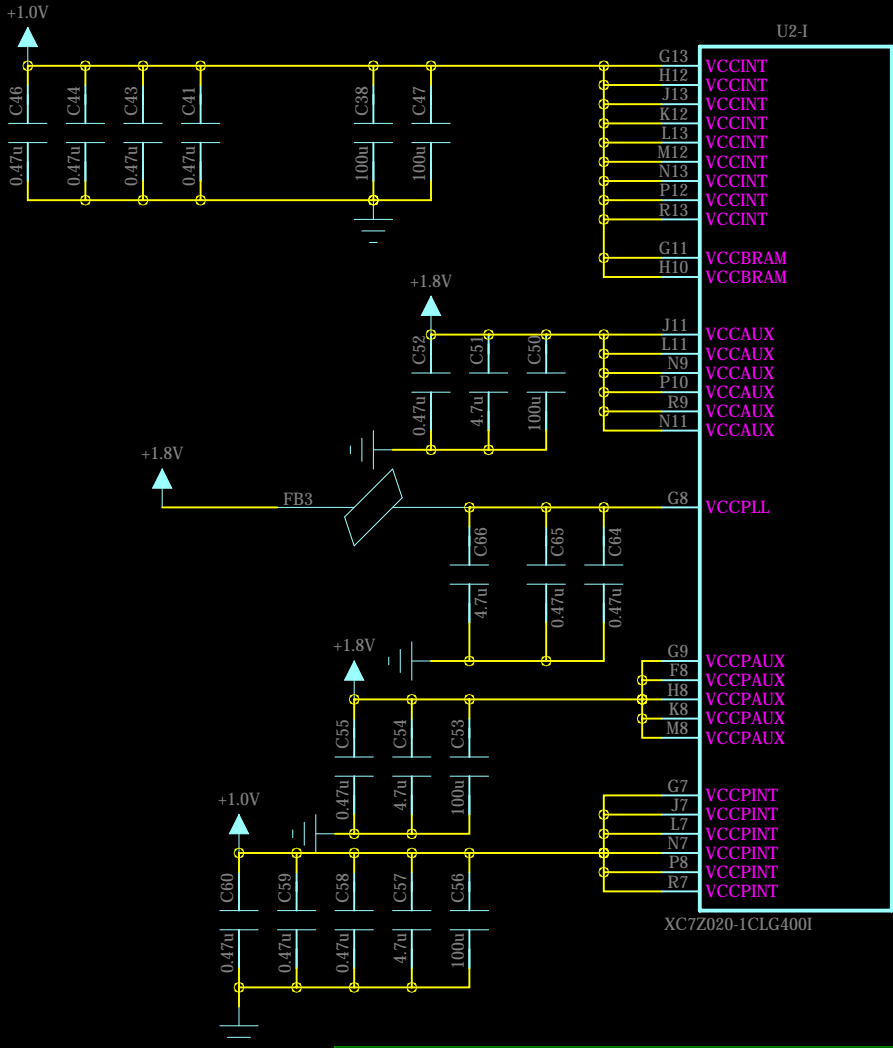 +1.0V
U2-I
C46
0.47u
C44
0.47u
C43
0.47u
C41
0.47u
C38
100u
C47
100u
G13 VCCINT
H12 VCCINT
J13 VCCINT
K12 VCCINT
L13 VCCINT
M12 VCCINT
N13 VCCINT
P12 VCCINT
R13 VCCINT
G11 VCCBRAM
H10 VCCBRAM
+1.8V
C52
0.47u
C51
4.7u
C50
100u
J11 VCCAUX
L11 VCCAUX
N9 VCCAUX
P10 VCCAUX
R9 VCCAUX
N11 VCCAUX
+1.8V
FB3
G8 VCCPLL
C66
4.7u
C65
0.47u
C64
0.47u
+1.8V
G9 VCCPAUX
F8 VCCPAUX
H8 VCCPAUX
K8 VCCPAUX
M8 VCCPAUX
C55
0.47u
C54
4.7u
C53
100u
+1.0V
G7 VCCPINT
J7 VCCPINT
L7 VCCPINT
N7 VCCPINT
P8 VCCPINT
R7 VCCPINT
C60
0.47u
C59
0.47u
C58
0.47u
C57
4.7u
C56
100u
XC7Z020-1CLG400I